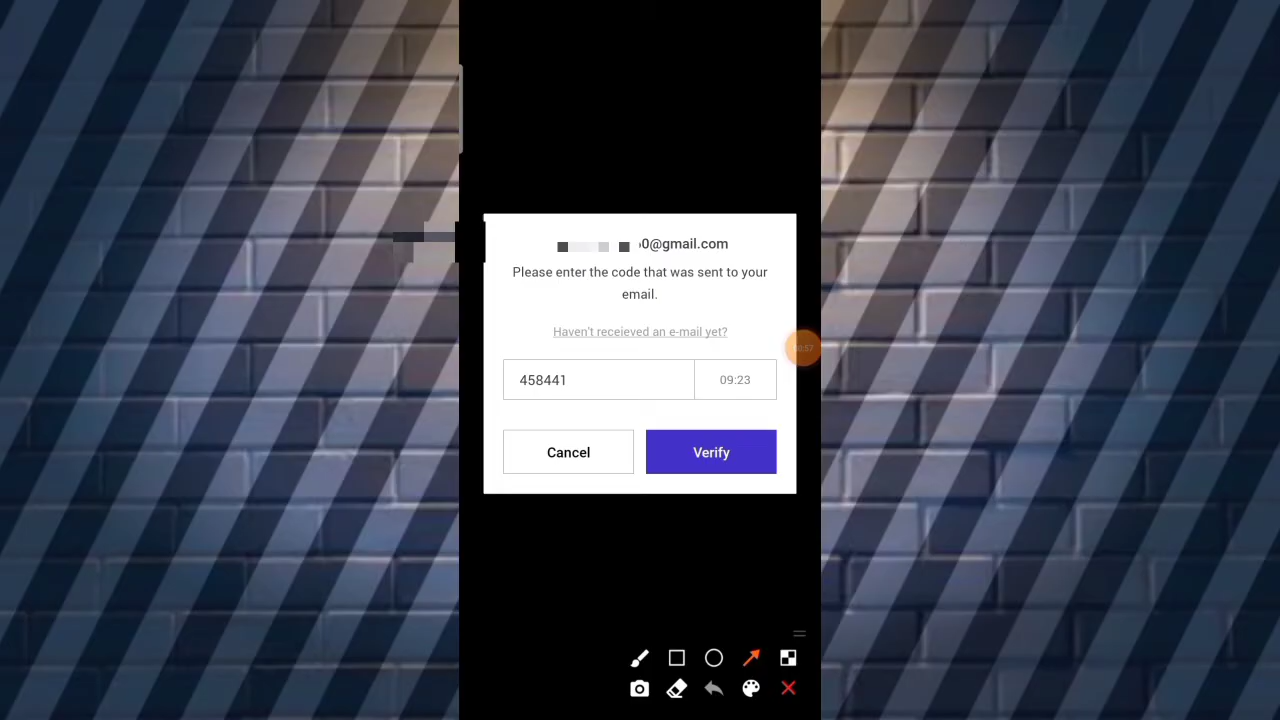 0@gmail.com
Please enter the code that was sent to your
email.
Haven't receieved an e-mail yet?
458441 09:23
Cancel Verify